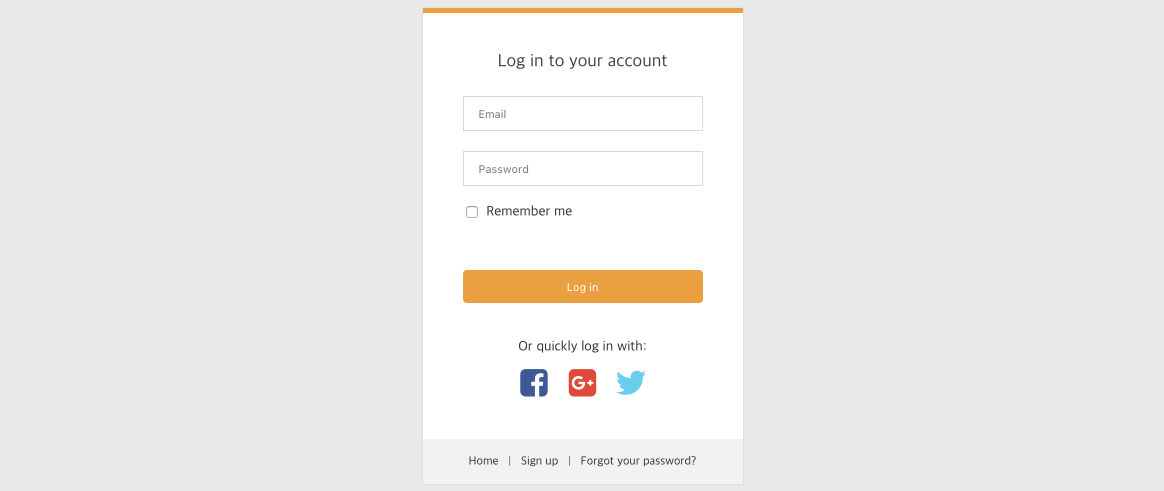 Log in to your account
Email
Password
Remember me
Log in
Or quickly log in with:
f G+
Home | Sign up | Forgot your password?